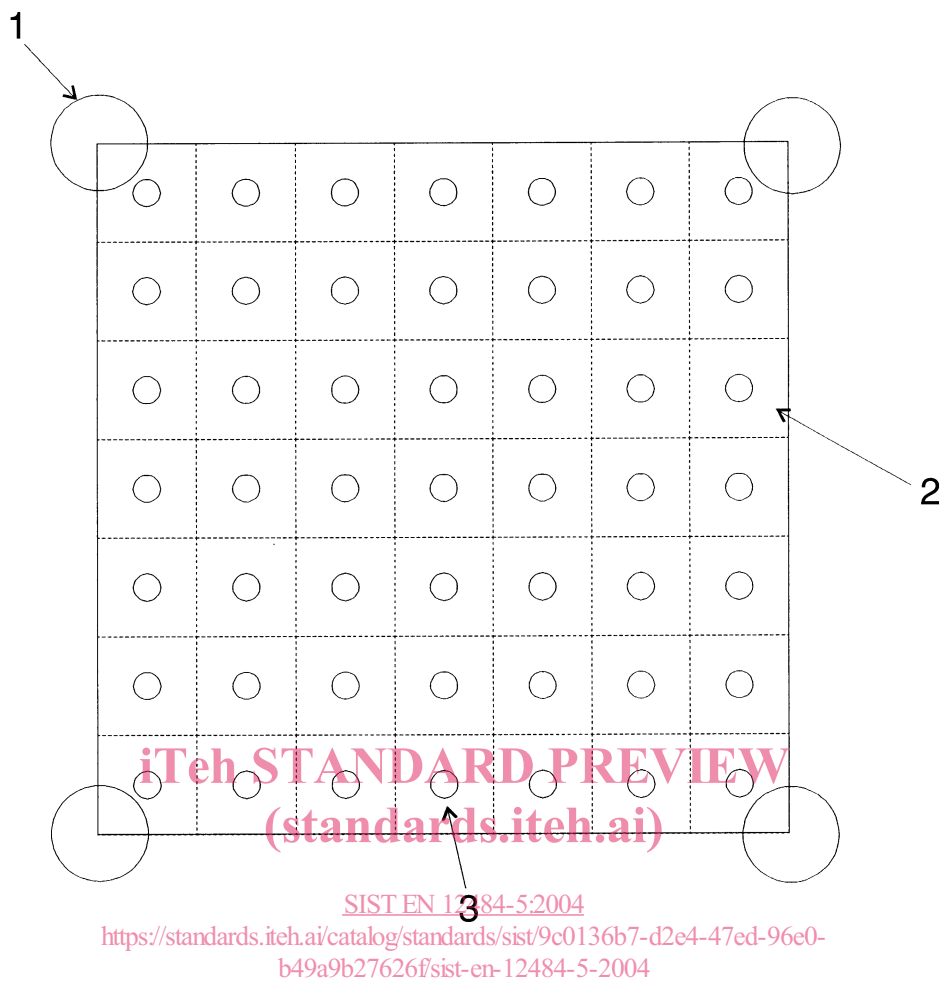 1
2
iTeh STANDARD PREVIEW
(standards.iteh.ai)
3
SIST EN 12484-5:2004
https://standards.iteh.ai/catalog/standards/sist/9c0136b7-d2e4-47ed-96e0-
b49a9b27626f/sist-en-12484-5-2004